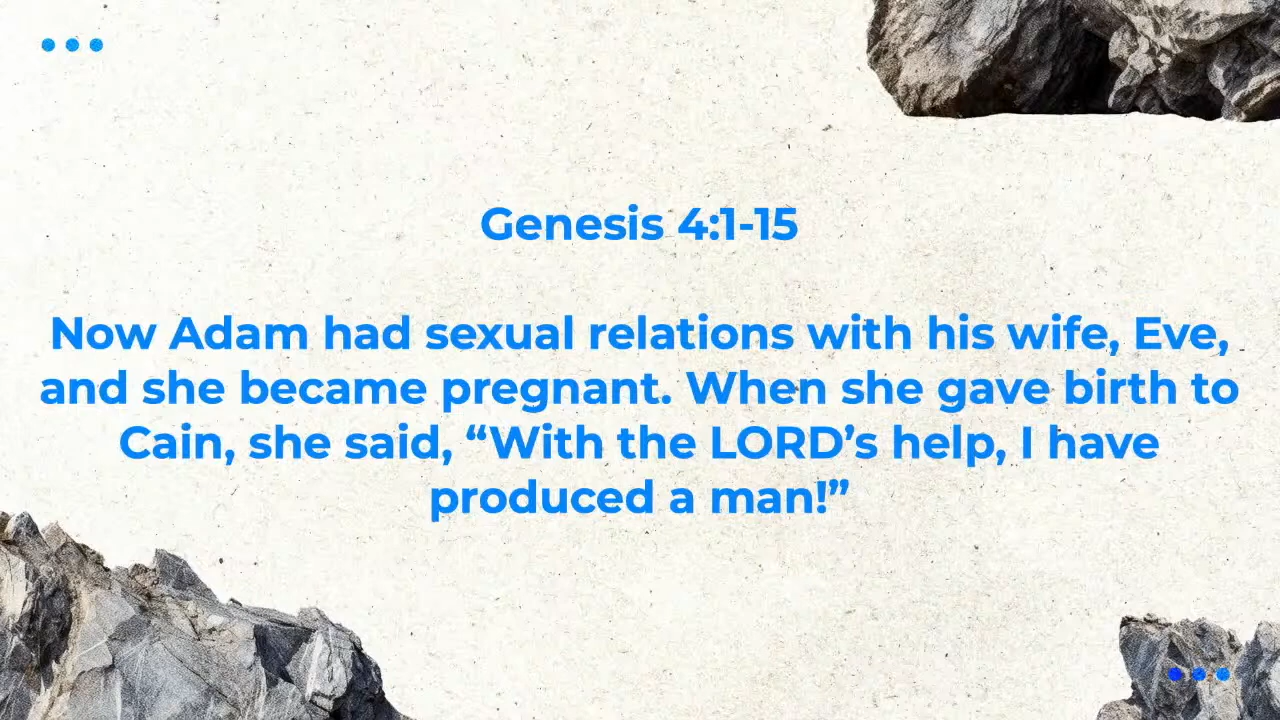 Genesis 4:1-15
Now Adam had sexual relations with his wife, Eve,
and she became pregnant. When she gave birth to
Cain, she said, “With the LORD’s help, I have
produced a man!”